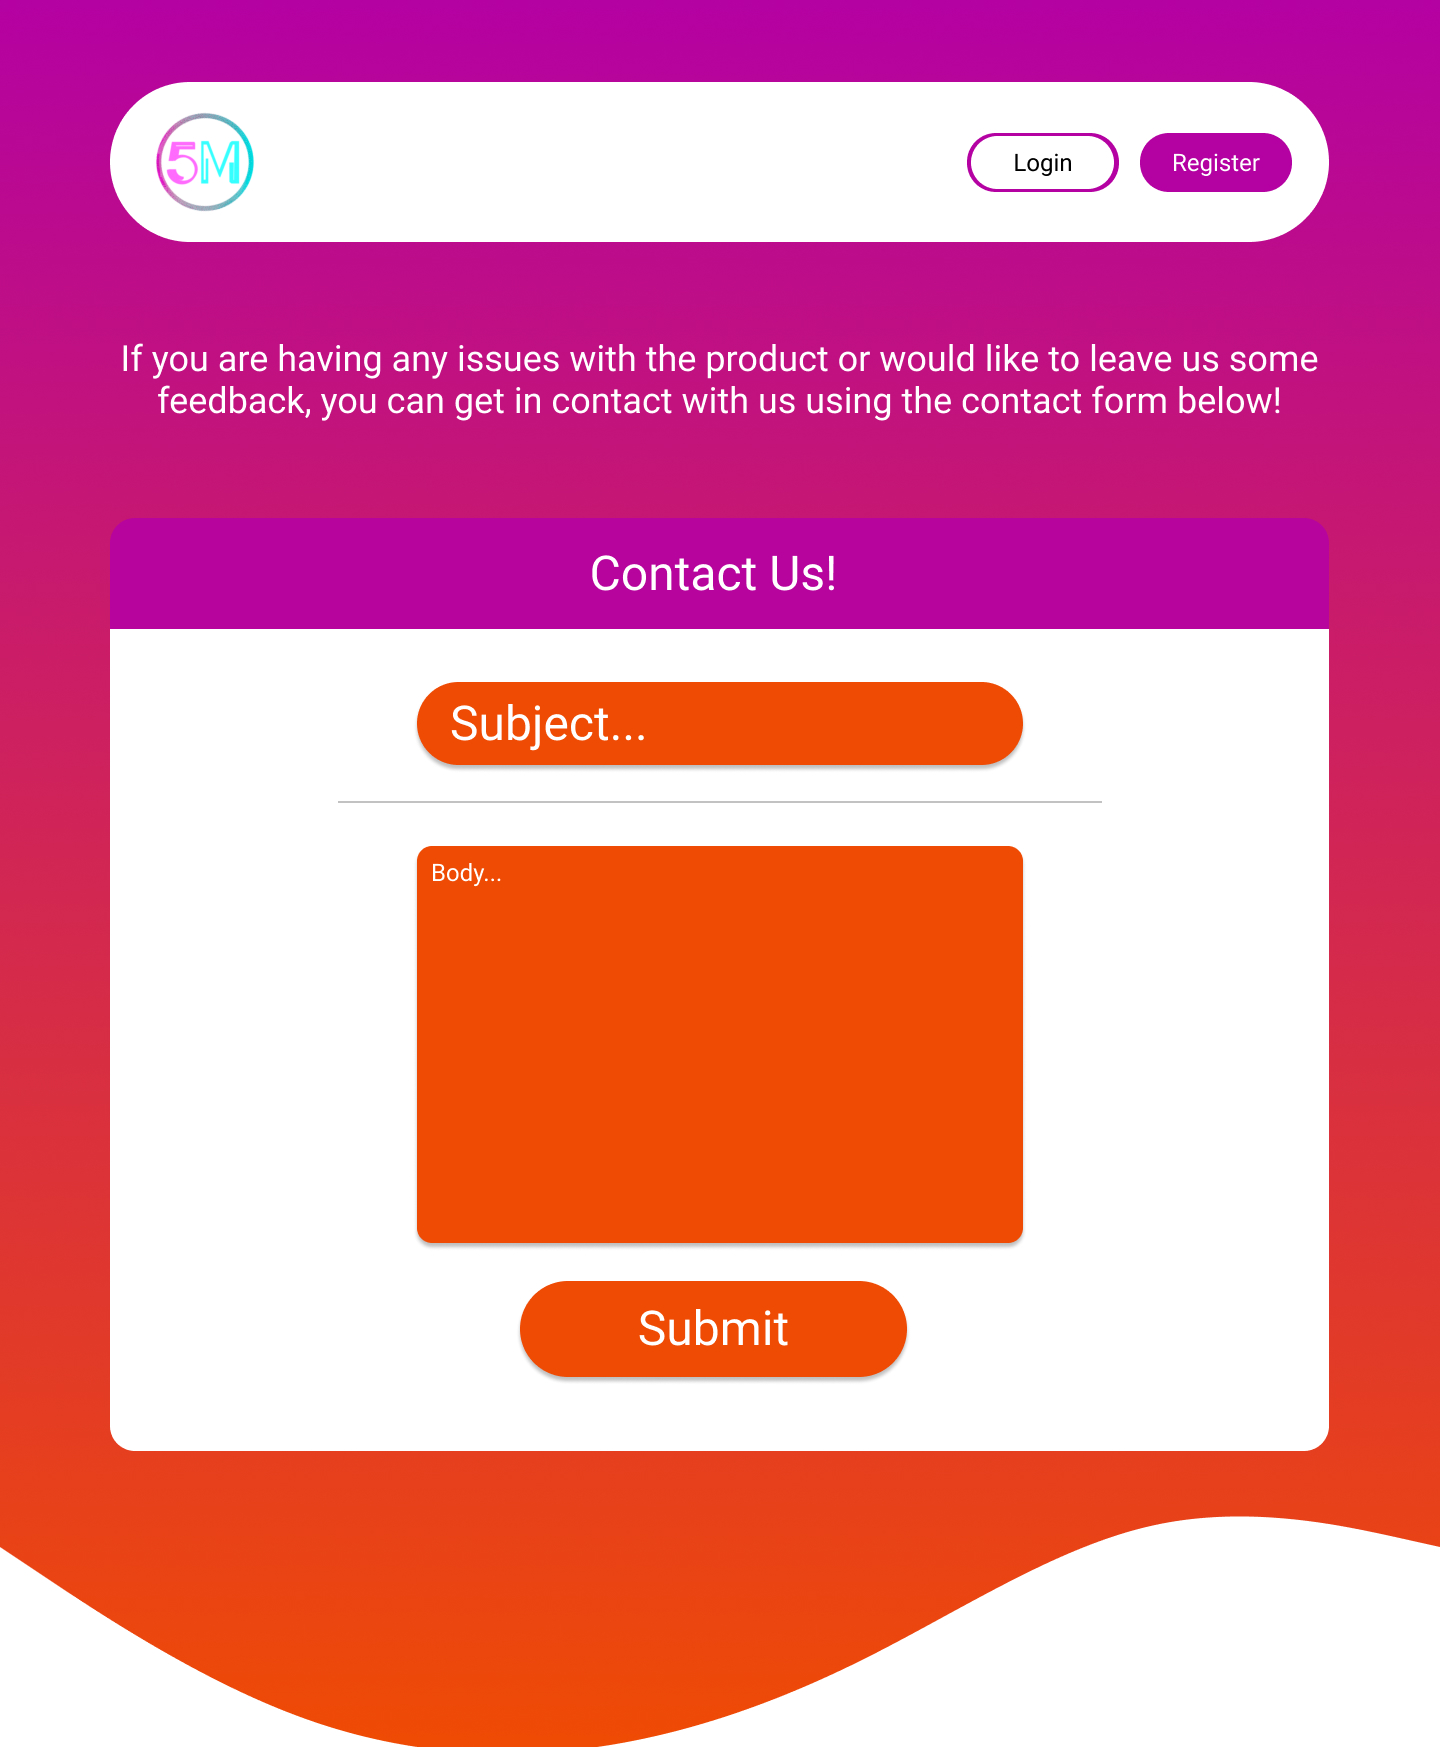 5M
Login
Register
If you are having any issues with the product or would like to leave us some
feedback, you can get in contact with us using the contact form below!
Contact Us!
Subject...
Body...
Submit